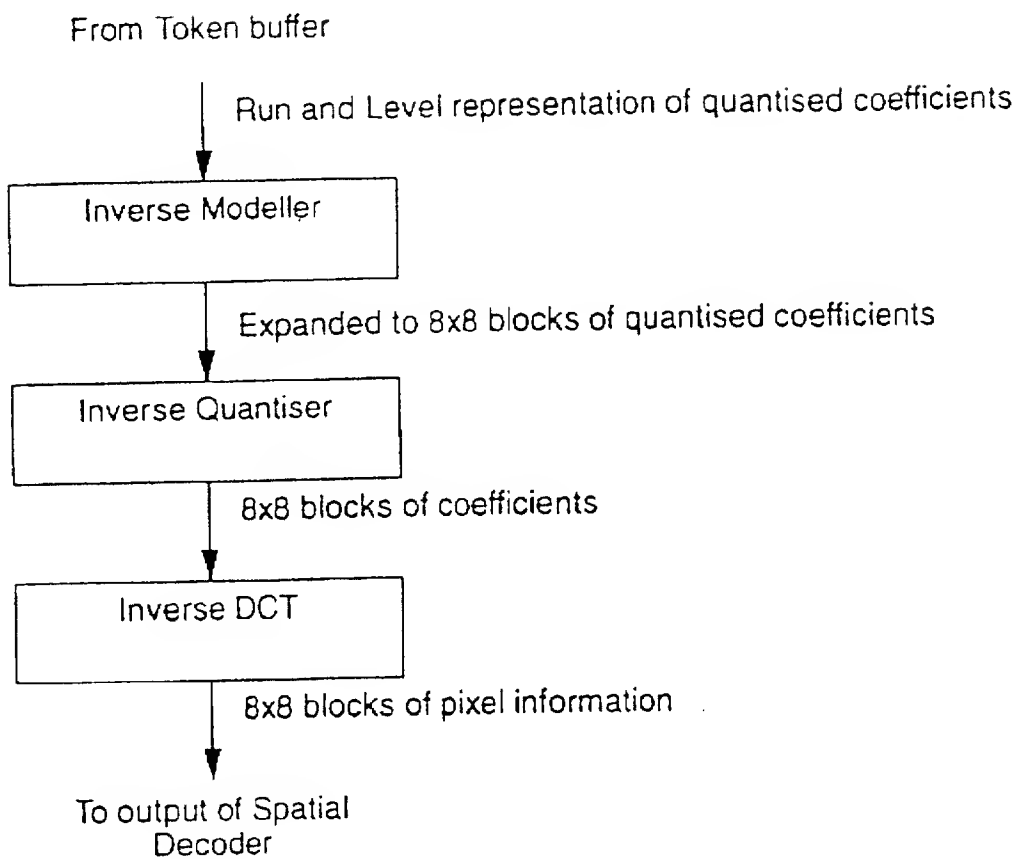 From Token buffer
Run and Level representation of quantised coefficients
Inverse Modeller
Expanded to 8x8 blocks of quantised coefficients
Inverse Quantiser
8x8 blocks of coefficients
Inverse DCT
8x8 blocks of pixel information
To output of Spatial
Decoder